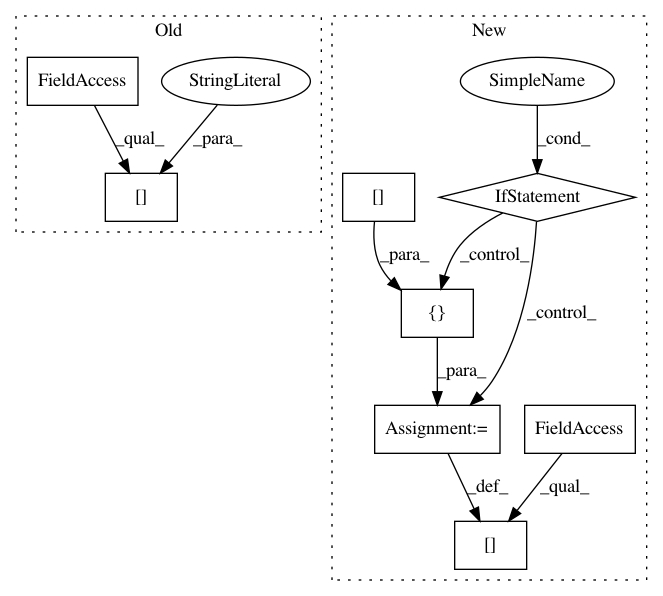 Old
New
FieldAccess
StringLiteral
SimpleName
_qual_
_para_
_cond_
[]
[]
IfStatement
_para_
_control_
{}
_control_
_para_
Assignment:=
FieldAccess
_def_
_qual_
[]